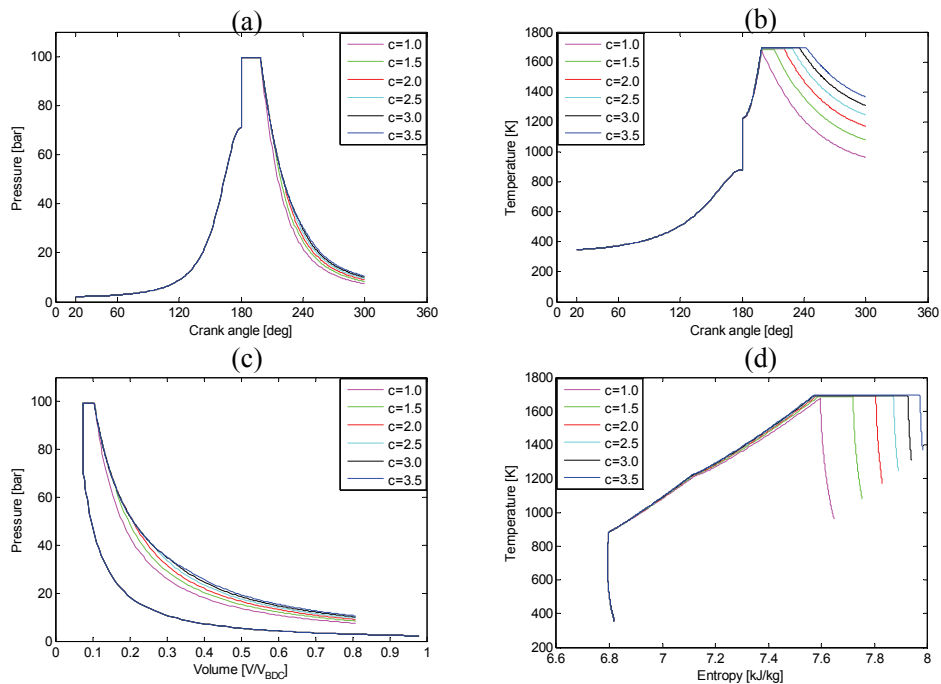 (a)
Pressure [bar]
100
80
60
40
20
0
0 20 60 120 180 240 300 360
Crank angle [deg]
c=1.0
c=1.5
c=2.0
c=2.5
c=3.0
c=3.5
(b)
Temperature [K]
1800
1600
1400
1200
1000
800
600
400
200
0
0 20 60 120 180 240 300 360
Crank angle [deg]
c=1.0
c=1.5
c=2.0
c=2.5
c=3.0
c=3.5
(c)
Pressure [bar]
100
80
60
40
20
0
0 0.1 0.2 0.3 0.4 0.5 0.6 0.7 0.8 0.9 1
Volume [V/VBDC]
c=1.0
c=1.5
c=2.0
c=2.5
c=3.0
c=3.5
(d)
Temperature [K]
1800
1600
1400
1200
1000
800
600
400
200
6.6 6.8 7 7.2 7.4 7.6 7.8 8
Entropy [kJ/kg]
c=1.0
c=1.5
c=2.0
c=2.5
c=3.0
c=3.5